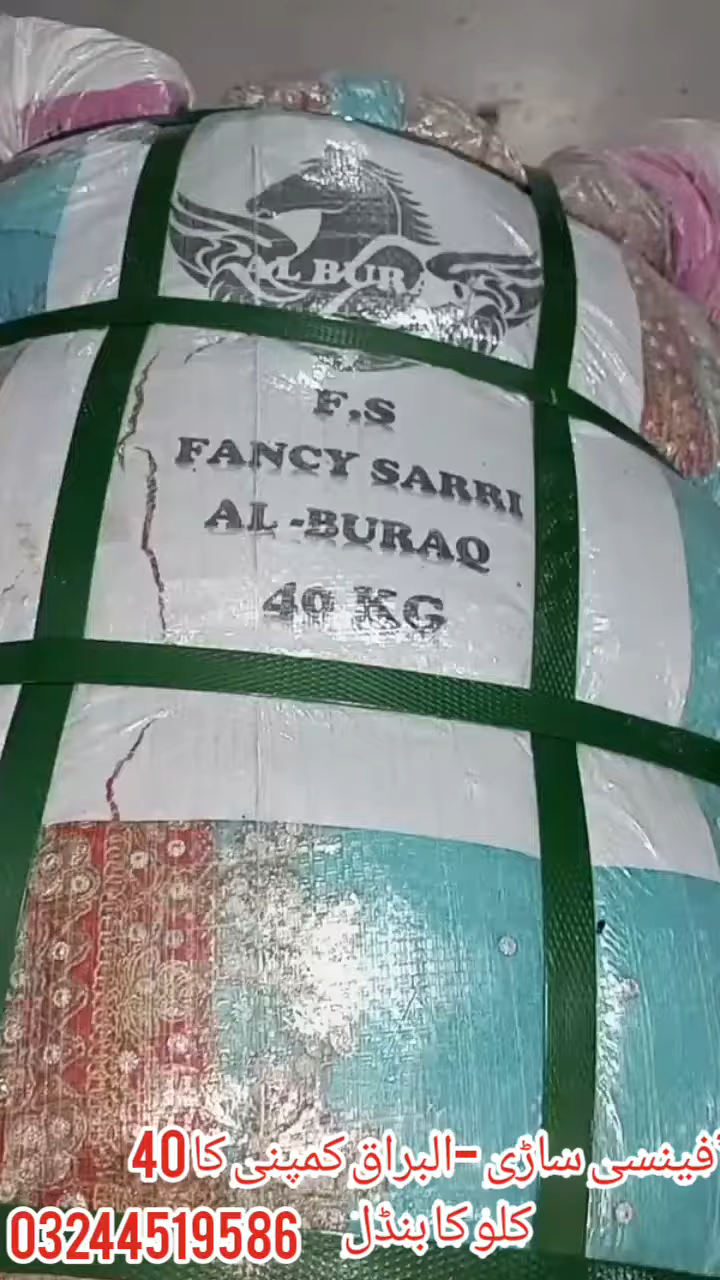 AL BURAQ
F.S
FANCY SARRI
AL -BURAQ
40 KG
فینسی ساڑی -البراق کمپنی کا 40
کلو کا بنڈل
03244519586